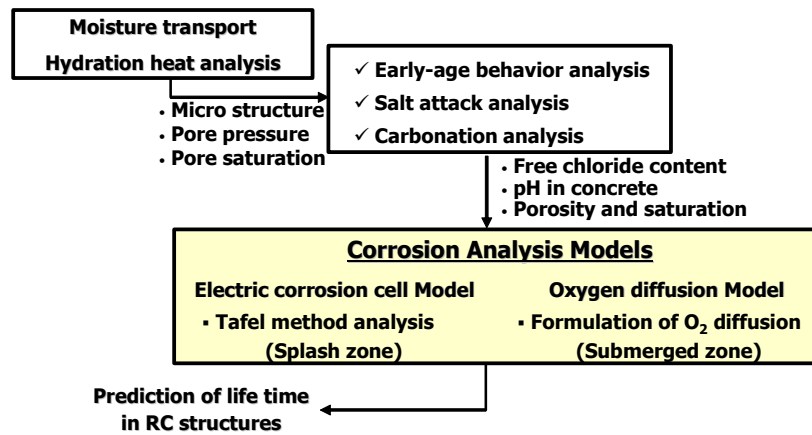 Moisture transport
Hydration heat analysis
✓ Early-age behavior analysis
✓ Salt attack analysis
✓ Carbonation analysis
• Micro structure
• Pore pressure
• Pore saturation
• Free chloride content
• pH in concrete
• Porosity and saturation
Corrosion Analysis Models
Electric corrosion cell Model
▪ Tafel method analysis
(Splash zone)
Oxygen diffusion Model
▪ Formulation of O₂ diffusion
(Submerged zone)
Prediction of life time
in RC structures